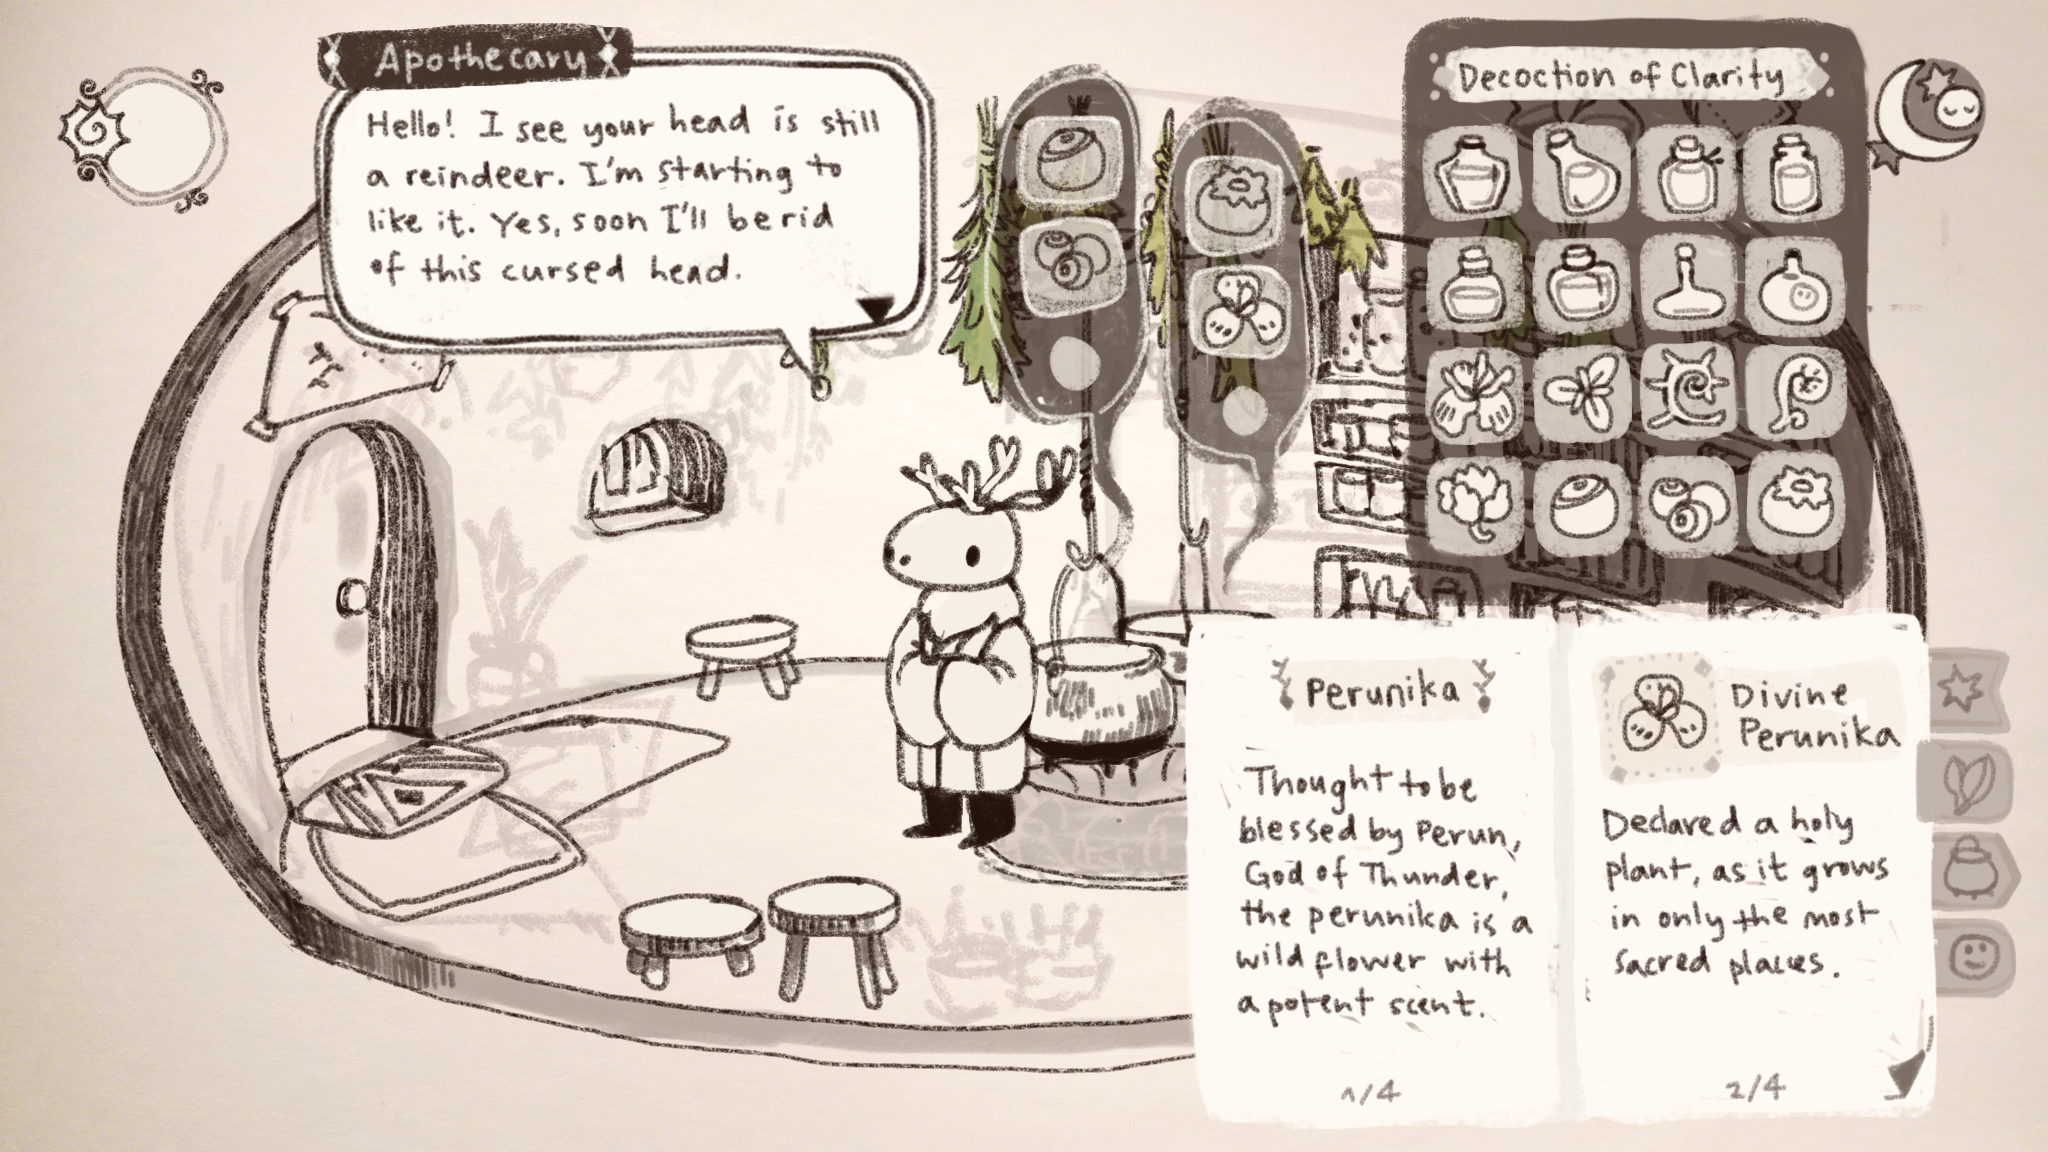 Apothecary
Hello! I see your head is still
a reindeer. I'm starting to
like it. Yes, soon I'll be rid
of this cursed head.
Decoction of Clarity
Perunika
Thought to be
blessed by Perun,
God of Thunder,
the perunika is a
wild flower with
a potent scent.
1/4
Divine
Perunika
Declared a holy
plant, as it grows
in only the most
sacred places.
2/4